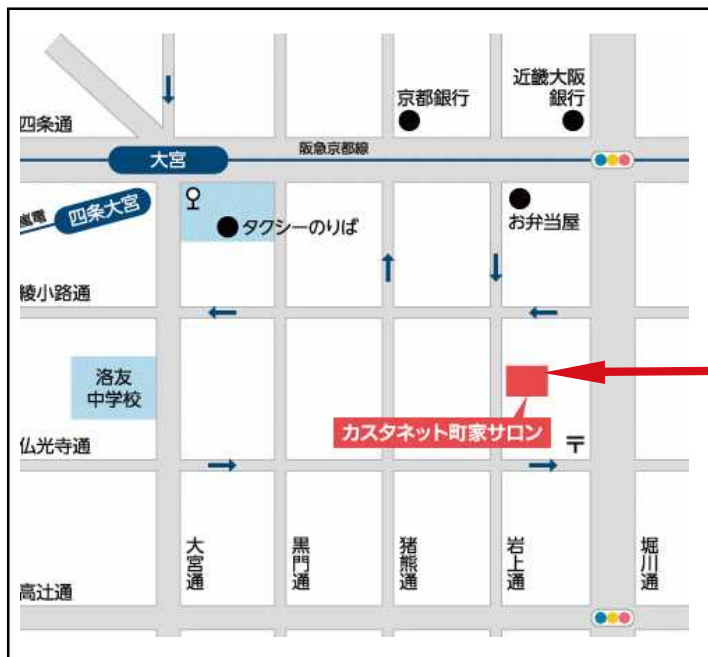 近畿大阪
銀行
京都銀行
四条通
阪急京都線
大宮
嵐電
四条大宮
タクシーのりば
お弁当屋
綾小路通
洛友
中学校
カスタネット町家サロン
〒
仏光寺通
大宮通
黒門通
猪熊通
岩上通
堀川通
高辻通